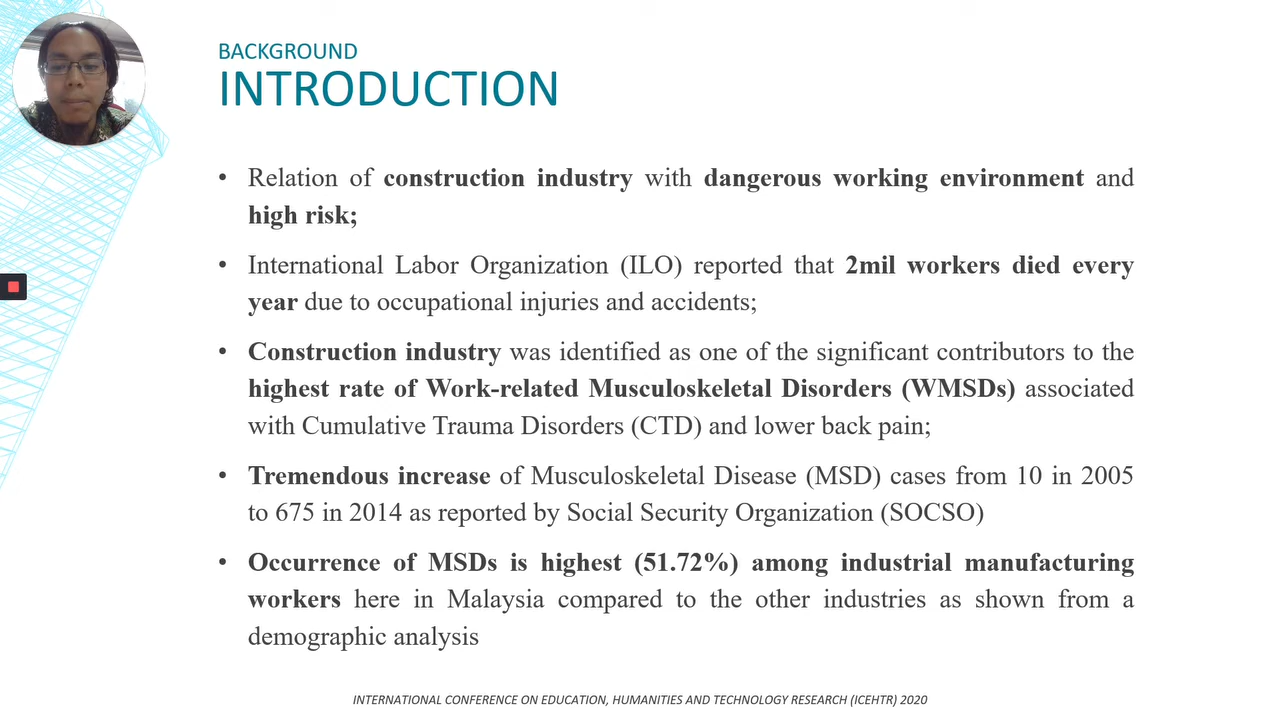 BACKGROUND
INTRODUCTION
• Relation of construction industry with dangerous working environment and
high risk;
• International Labor Organization (ILO) reported that 2mil workers died every
year due to occupational injuries and accidents;
• Construction industry was identified as one of the significant contributors to the
highest rate of Work-related Musculoskeletal Disorders (WMSDs) associated
with Cumulative Trauma Disorders (CTD) and lower back pain;
• Tremendous increase of Musculoskeletal Disease (MSD) cases from 10 in 2005
to 675 in 2014 as reported by Social Security Organization (SOCSO)
• Occurrence of MSDs is highest (51.72%) among industrial manufacturing
workers here in Malaysia compared to the other industries as shown from a
demographic analysis
INTERNATIONAL CONFERENCE ON EDUCATION, HUMANITIES AND TECHNOLOGY RESEARCH (ICEHTR) 2020